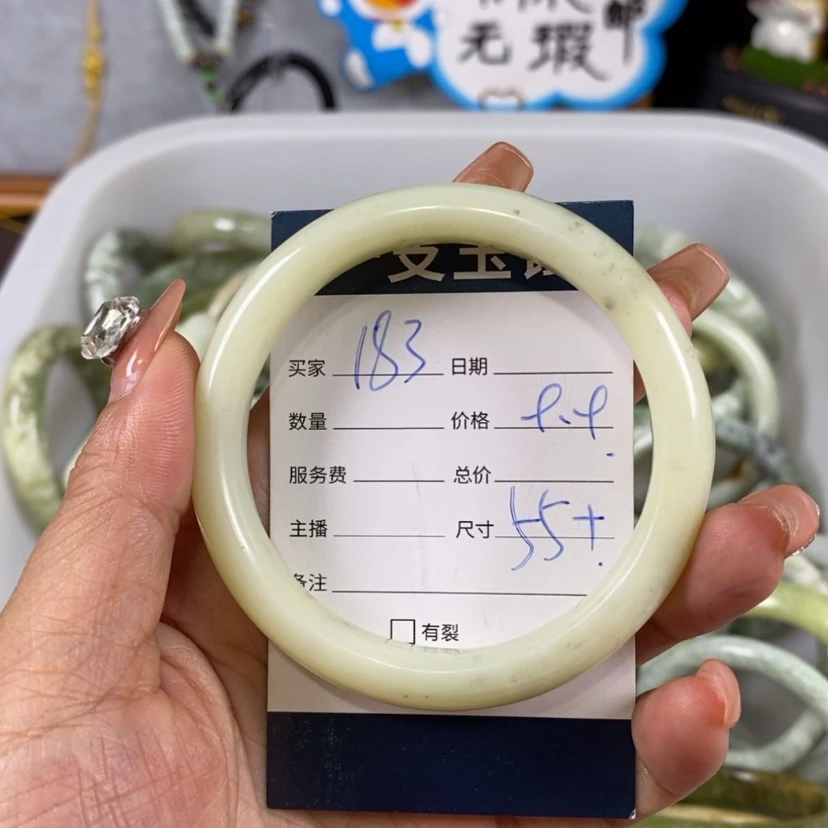 无瑕
买家 183 日期
数量 价格
服务费 总价
主播 尺寸 55+
备注
有裂